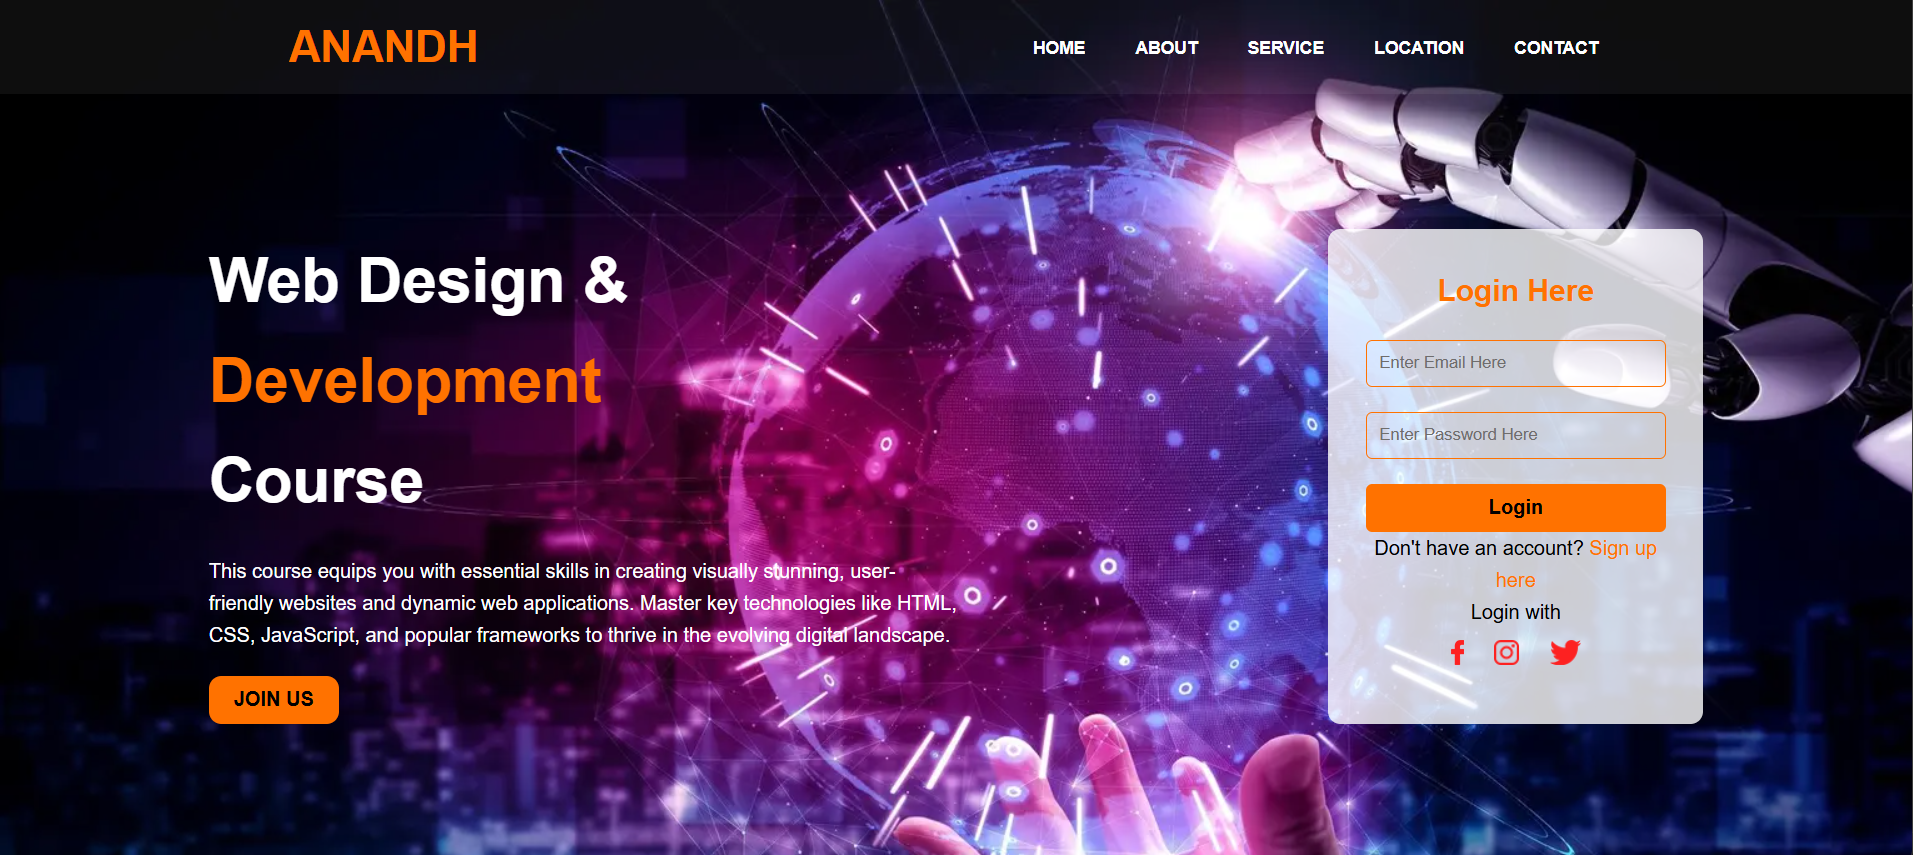 ANANDH
HOME ABOUT SERVICE LOCATION CONTACT
Web Design &
Development
Course
This course equips you with essential skills in creating visually stunning, user-
friendly websites and dynamic web applications. Master key technologies like HTML,
CSS, JavaScript, and popular frameworks to thrive in the evolving digital landscape.
JOIN US
Login Here
Enter Email Here
Enter Password Here
Login
Don't have an account? Sign up
here
Login with